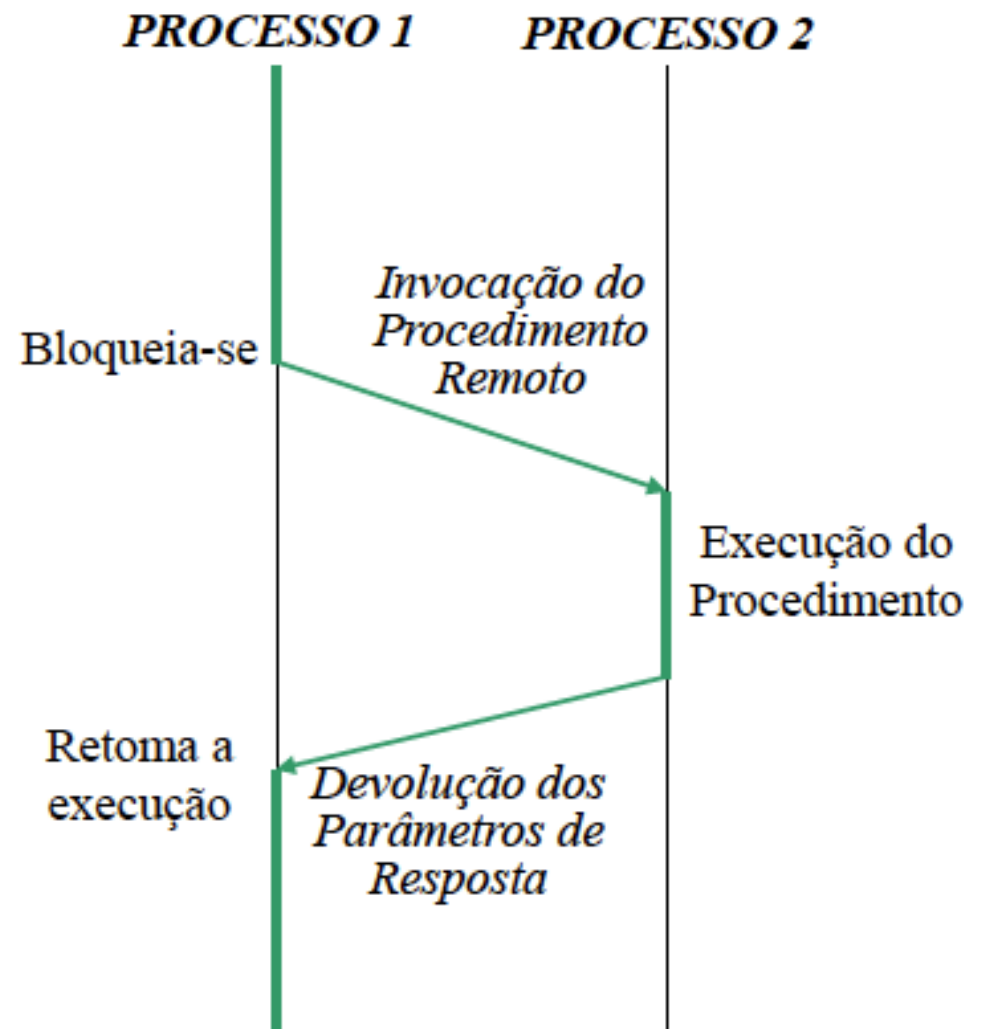 PROCESSO 1
PROCESSO 2
Invocação do
Procedimento
Remoto
Bloqueia-se
Execução do
Procedimento
Retoma a
execução
Devolução dos
Parâmetros de
Resposta